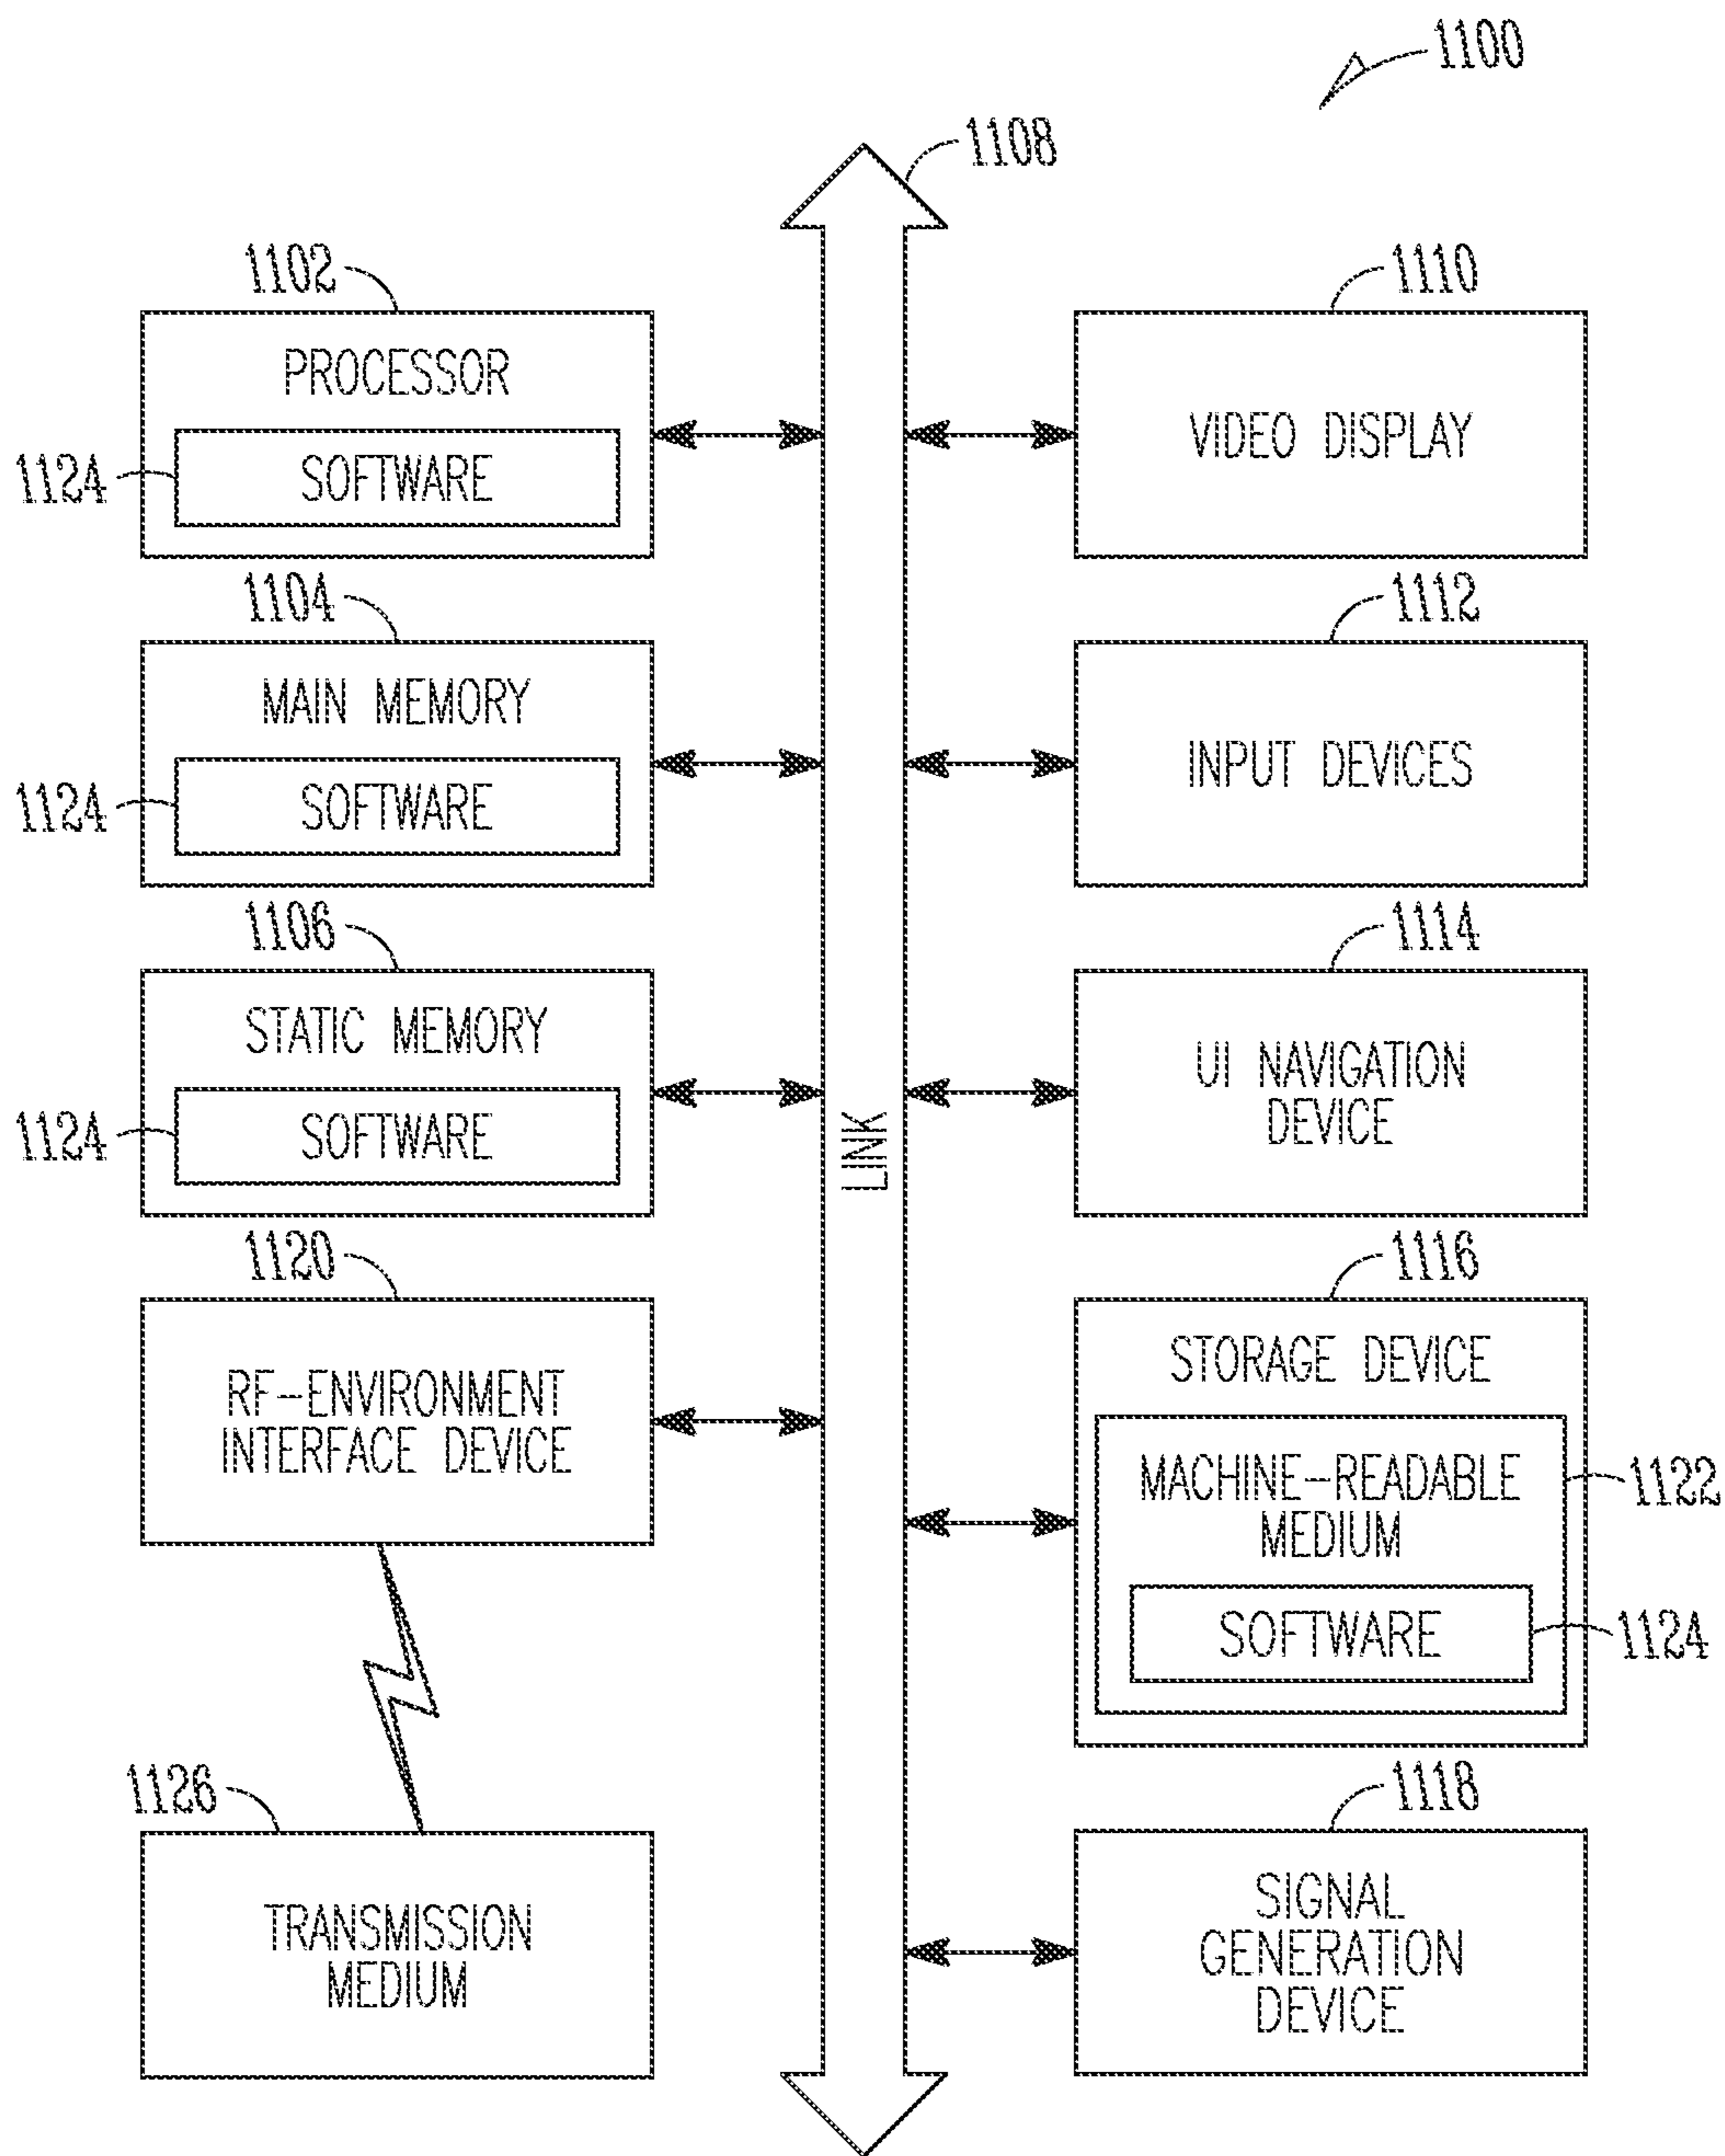 1100
1108
1102
PROCESSOR
1124
SOFTWARE
1104
MAIN MEMORY
1124
SOFTWARE
1106
STATIC MEMORY
1124
SOFTWARE
1120
RF-ENVIRONMENT
INTERFACE DEVICE
1126
TRANSMISSION
MEDIUM
LINK
1110
VIDEO DISPLAY
1112
INPUT DEVICES
1114
UI NAVIGATION
DEVICE
1116
STORAGE DEVICE
MACHINE-READABLE
MEDIUM
1122
SOFTWARE
1124
1118
SIGNAL
GENERATION
DEVICE